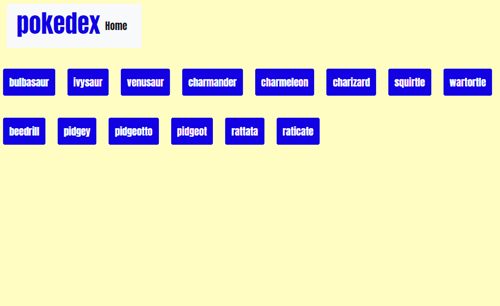 pokedex Home
bulbasaur ivysaur venusaur charmander charmeleon charizard squirtle wartortle
beedrill pidgey pidgeotto pidgeot rattata raticate